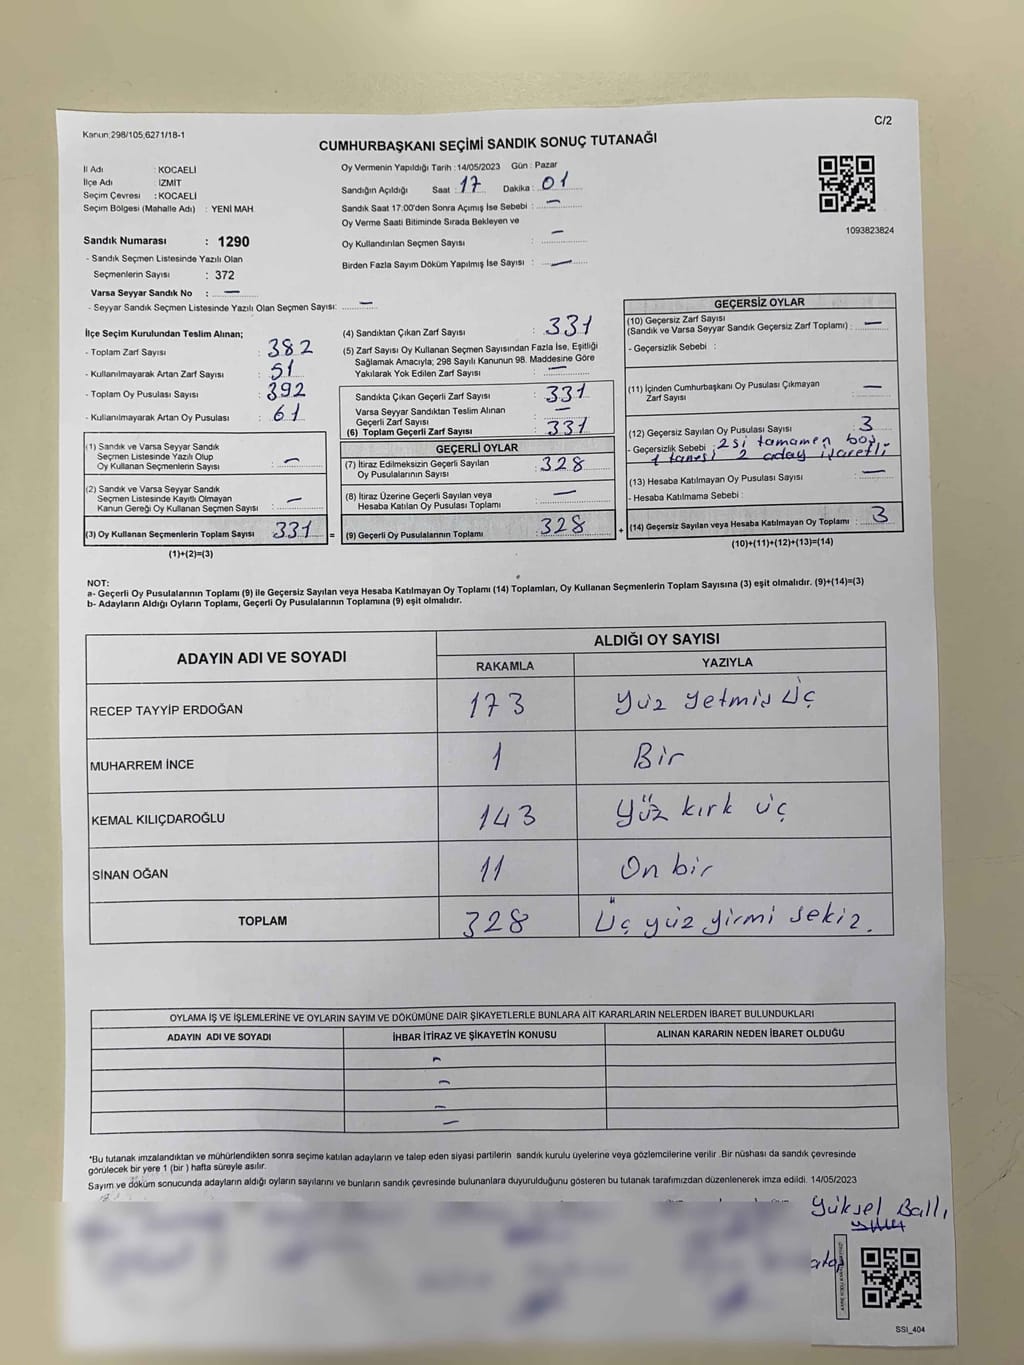 Kanun;298/105;6271/18-1
C/2
CUMHURBAŞKANI SEÇİMİ SANDIK SONUÇ TUTANAĞI
İl Adı : KOCAELİ
İlçe Adı İZMİT
Seçim Çevresi : KOCAELİ
Seçim Bölgesi (Mahalle Adı) : YENİ MAH.
Sandık Numarası : 1290
- Sandık Seçmen Listesinde Yazılı Olan
Seçmenlerin Sayısı : 372
Varsa Seyyar Sandık No : —
- Seyyar Sandık Seçmen Listesinde Yazılı Olan Seçmen Sayısı: —
Oy Vermenin Yapıldığı Tarih : 14/05/2023 Gün : Pazar
Sandığın Açıldığı Saat : 17 Dakika : 01
Sandık Saat 17:00'den Sonra Açımış İse Sebebi : —
Oy Verme Saati Bitiminde Sırada Bekleyen ve
Oy Kullandırılan Seçmen Sayısı : —
Birden Fazla Sayım Döküm Yapılmış İse Sayısı : —
1093823824
İlçe Seçim Kurulundan Teslim Alınan;
- Toplam Zarf Sayısı : 382
- Kullanılmayarak Artan Zarf Sayısı : 51
- Toplam Oy Pusulası Sayısı : 392
- Kullanılmayarak Artan Oy Pusulası : 61
(1) Sandık ve Varsa Seyyar Sandık
Seçmen Listesinde Yazılı Olup
Oy Kullanan Seçmenlerin Sayısı : —
(2) Sandık ve Varsa Seyyar Sandık
Seçmen Listesinde Kayıtlı Olmayan
Kanun Gereği Oy Kullanan Seçmen Sayısı : —
(3) Oy Kullanan Seçmenlerin Toplam Sayısı : 331 =
(1)+(2)=(3)
(4) Sandıktan Çıkan Zarf Sayısı : 331
(5) Zarf Sayısı Oy Kullanan Seçmen Sayısından Fazla İse, Eşitliği
Sağlamak Amacıyla; 298 Sayılı Kanunun 98. Maddesine Göre
Yakılarak Yok Edilen Zarf Sayısı : —
Sandıkta Çıkan Geçerli Zarf Sayısı : 331
Varsa Seyyar Sandıktan Teslim Alınan
Geçerli Zarf Sayısı : —
(6) Toplam Geçerli Zarf Sayısı : 331
GEÇERLİ OYLAR
(7) İtiraz Edilmeksizin Geçerli Sayılan
Oy Pusulalarının Sayısı : 328
(8) İtiraz Üzerine Geçerli Sayılan veya
Hesaba Katılan Oy Pusulası Toplamı : —
(9) Geçerli Oy Pusulalarının Toplamı : 328 +
GEÇERSİZ OYLAR
(10) Geçersiz Zarf Sayısı
(Sandık ve Varsa Seyyar Sandık Geçersiz Zarf Toplamı) : —
- Geçersizlik Sebebi :
(11) İçinden Cumhurbaşkanı Oy Pusulası Çıkmayan
Zarf Sayısı : —
(12) Geçersiz Sayılan Oy Pusulası Sayısı : 3
- Geçersizlik Sebebi : 2 si tamamen boş,
1 tanesi 2 aday işaretli
(13) Hesaba Katılmayan Oy Pusulası Sayısı : —
- Hesaba Katılmama Sebebi :
(14) Geçersiz Sayılan veya Hesaba Katılmayan Oy Toplamı : 3
(10)+(11)+(12)+(13)=(14)
NOT:
a- Geçerli Oy Pusulalarının Toplamı (9) ile Geçersiz Sayılan veya Hesaba Katılmayan Oy Toplamı (14) Toplamları, Oy Kullanan Seçmenlerin Toplam Sayısına (3) eşit olmalıdır. (9)+(14)=(3)
b- Adayların Aldığı Oyların Toplamı, Geçerli Oy Pusulalarının Toplamına (9) eşit olmalıdır.
ADAYIN ADI VE SOYADI ALDIĞI OY SAYISI
RAKAMLA YAZIYLA
RECEP TAYYİP ERDOĞAN 173 Yüz Yetmiş Üç
MUHARREM İNCE 1 Bir
KEMAL KILIÇDAROĞLU 143 Yüz kırk üç
SİNAN OĞAN 11 On bir
TOPLAM 328 Üç yüz yirmi sekiz.
OYLAMA İŞ VE İŞLEMLERİNE VE OYLARIN SAYIM VE DÖKÜMÜNE DAİR ŞİKAYETLERLE BUNLARA AİT KARARLARIN NELERDEN İBARET BULUNDUKLARI
ADAYIN ADI VE SOYADI İHBAR İTİRAZ VE ŞİKAYETİN KONUSU ALINAN KARARIN NEDEN İBARET OLDUĞU
—
—
—
—
*Bu tutanak imzalandıktan ve mühürlendikten sonra seçime katılan adayların ve talep eden siyasi partilerin sandık kurulu üyelerine veya gözlemcilerine verilir .Bir nüshası da sandık çevresinde
görülecek bir yere 1 (bir ) hafta süreyle asılır.
Sayım ve döküm sonucunda adayların aldığı oyların sayılarını ve bunların sandık çevresinde bulunanlara duyurulduğunu gösteren bu tutanak tarafımızdan düzenlenerek imza edildi. 14/05/2023
Yüksel Ballı
SSI_404